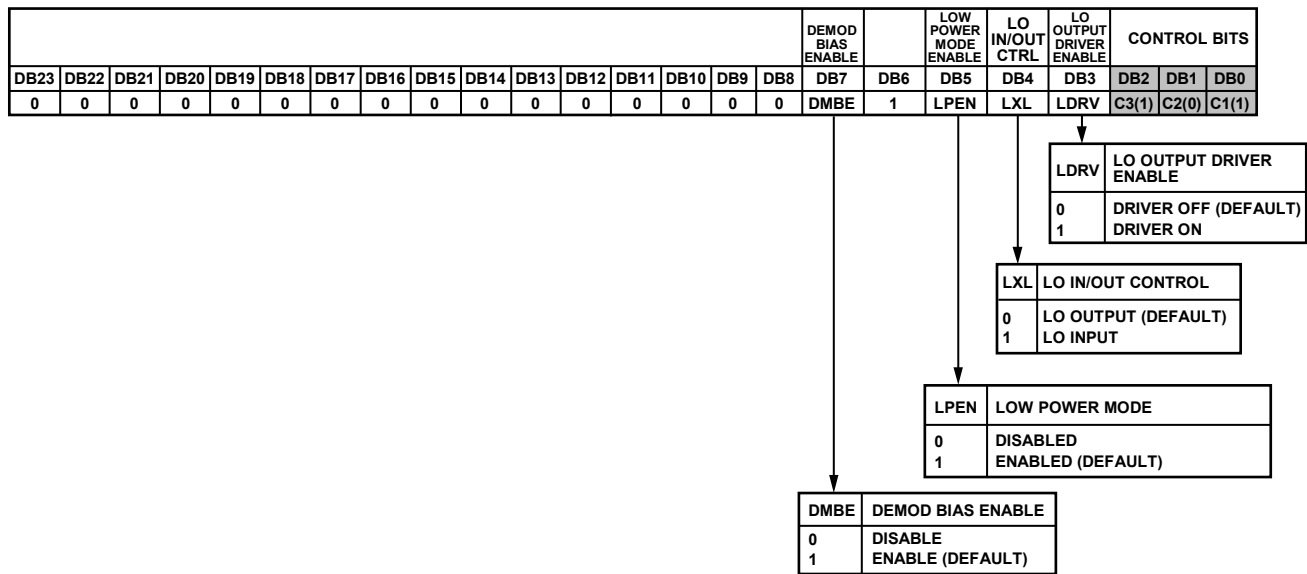 DEMOD BIAS ENABLE
LOW POWER MODE ENABLE
LO IN/OUT CTRL
LO OUTPUT DRIVER ENABLE
CONTROL BITS
DB23 DB22 DB21 DB20 DB19 DB18 DB17 DB16 DB15 DB14 DB13 DB12 DB11 DB10 DB9 DB8 DB7 DB6 DB5 DB4 DB3 DB2 DB1 DB0
0 0 0 0 0 0 0 0 0 0 0 0 0 0 0 0 DMBE 1 LPEN LXL LDRV C3(1) C2(0) C1(1)
LDRV LO OUTPUT DRIVER ENABLE
0 DRIVER OFF (DEFAULT)
1 DRIVER ON
LXL LO IN/OUT CONTROL
0 LO OUTPUT (DEFAULT)
1 LO INPUT
LPEN LOW POWER MODE
0 DISABLED
1 ENABLED (DEFAULT)
DMBE DEMOD BIAS ENABLE
0 DISABLE
1 ENABLE (DEFAULT)